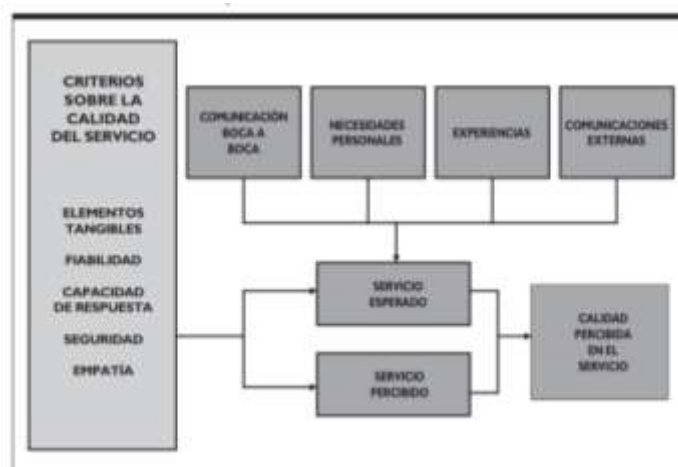 CRITERIOS
SOBRE LA
CALIDAD
DEL SERVICIO
ELEMENTOS
TANGIBLES
FIABILIDAD
CAPACIDAD
DE RESPUESTA
SEGURIDAD
EMPATÍA
COMUNICACIÓN
BOCA A
BOCA
NECESIDADES
PERSONALES
EXPERIENCIAS
COMUNICACIONES
EXTERNAS
SERVICIO
ESPERADO
SERVICIO
PERCIBIDO
CALIDAD
PERCIBIDA
EN EL
SERVICIO